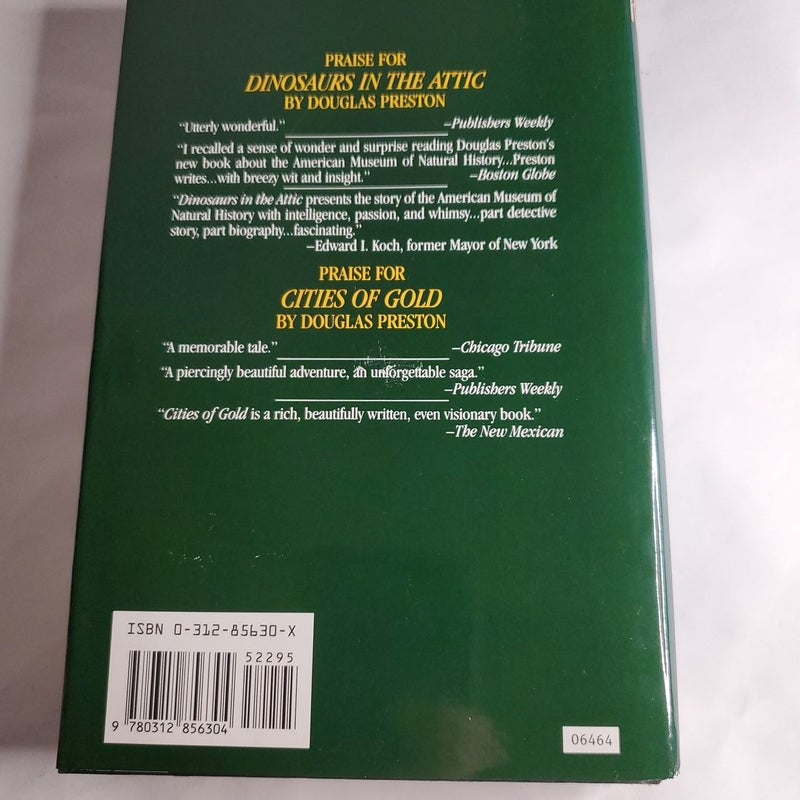 PRAISE FOR
DINOSAURS IN THE ATTIC
BY DOUGLAS PRESTON
“Utterly wonderful.” –Publishers Weekly
“I recalled a sense of wonder and surprise reading Douglas Preston's
new book about the American Museum of Natural History...Preston
writes...with breezy wit and insight.” –Boston Globe
“Dinosaurs in the Attic presents the story of the American Museum of
Natural History with intelligence, passion, and whimsy...part detective
story, part biography...fascinating.”
–Edward I. Koch, former Mayor of New York
PRAISE FOR
CITIES OF GOLD
BY DOUGLAS PRESTON
“A memorable tale.” –Chicago Tribune
“A piercingly beautiful adventure, an unforgettable saga.”
–Publishers Weekly
“Cities of Gold is a rich, beautifully written, even visionary book.”
–The New Mexican
ISBN 0-312-85630-X
52295
9 780312 856304
06464